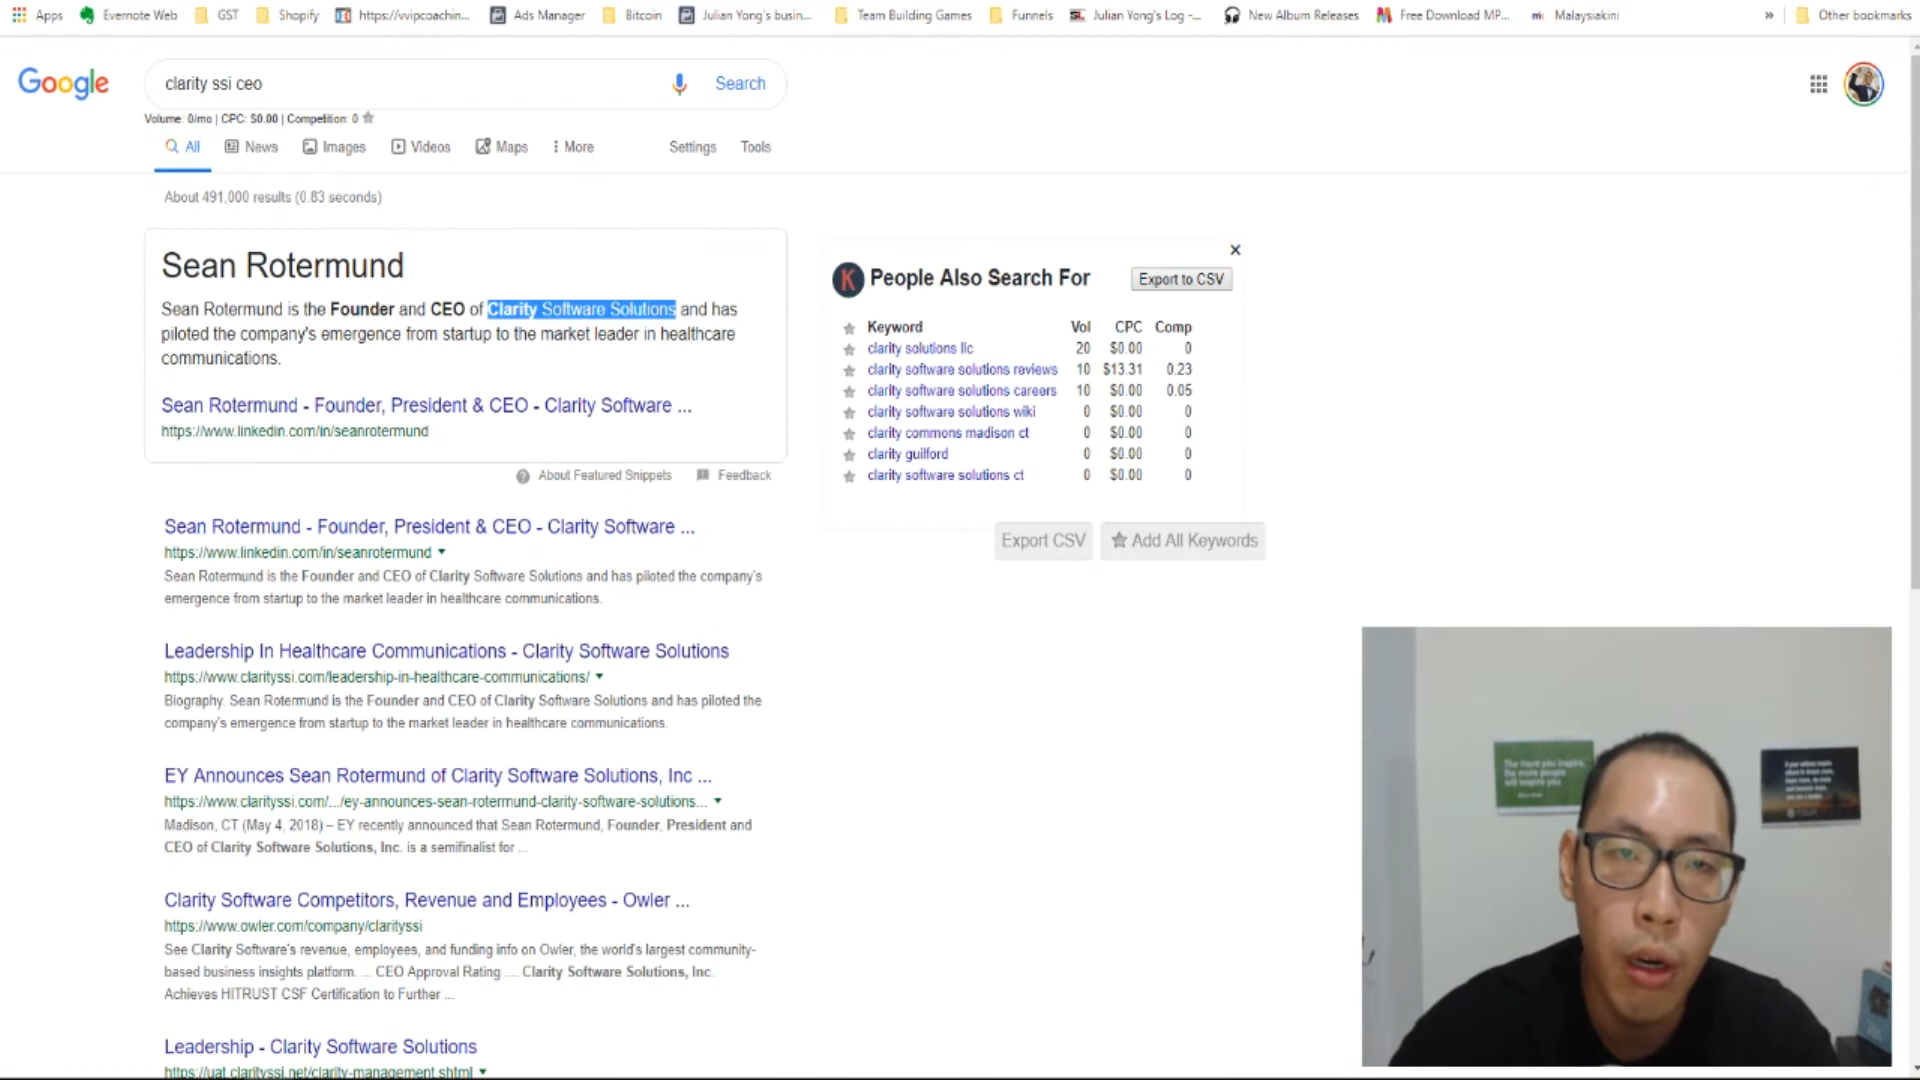 Apps Evernote Web GST Shopify https://vvipcoachin... Ads Manager Bitcoin Julian Yong's busin... Team Building Games Funnels Julian Yong's Log -... New Album Releases Free Download MP... Malaysiakini » Other bookmarks
Google clarity ssi ceo Search
Volume: 0/mo | CPC: $0.00 | Competition: 0
All News Images Videos Maps More Settings Tools
About 491,000 results (0.83 seconds)
Sean Rotermund
Sean Rotermund is the Founder and CEO of Clarity Software Solutions and has
piloted the company's emergence from startup to the market leader in healthcare
communications.
Sean Rotermund - Founder, President & CEO - Clarity Software ...
https://www.linkedin.com/in/seanrotermund
About Featured Snippets Feedback
Sean Rotermund - Founder, President & CEO - Clarity Software ...
https://www.linkedin.com/in/seanrotermund
Sean Rotermund is the Founder and CEO of Clarity Software Solutions and has piloted the company's
emergence from startup to the market leader in healthcare communications.
Leadership In Healthcare Communications - Clarity Software Solutions
https://www.clarityssi.com/leadership-in-healthcare-communications/
Biography. Sean Rotermund is the Founder and CEO of Clarity Software Solutions and has piloted the
company's emergence from startup to the market leader in healthcare communications.
EY Announces Sean Rotermund of Clarity Software Solutions, Inc ...
https://www.clarityssi.com/.../ey-announces-sean-rotermund-clarity-software-solutions...
Madison, CT (May 4, 2018) – EY recently announced that Sean Rotermund, Founder, President and
CEO of Clarity Software Solutions, Inc. is a semifinalist for ...
Clarity Software Competitors, Revenue and Employees - Owler ...
https://www.owler.com/company/clarityssi
See Clarity Software's revenue, employees, and funding info on Owler, the world's largest community-
based business insights platform. ... CEO Approval Rating .... Clarity Software Solutions, Inc.
Achieves HITRUST CSF Certification to Further ...
Leadership - Clarity Software Solutions
https://uat.clarityssi.net/clarity-management.shtml
K People Also Search For Export to CSV
Keyword Vol CPC Comp
clarity solutions llc 20 $0.00 0
clarity software solutions reviews 10 $13.31 0.23
clarity software solutions careers 10 $0.00 0.05
clarity software solutions wiki 0 $0.00 0
clarity commons madison ct 0 $0.00 0
clarity guilford 0 $0.00 0
clarity software solutions ct 0 $0.00 0
Export CSV Add All Keywords
The more you inspire,
the more people
will inspire you